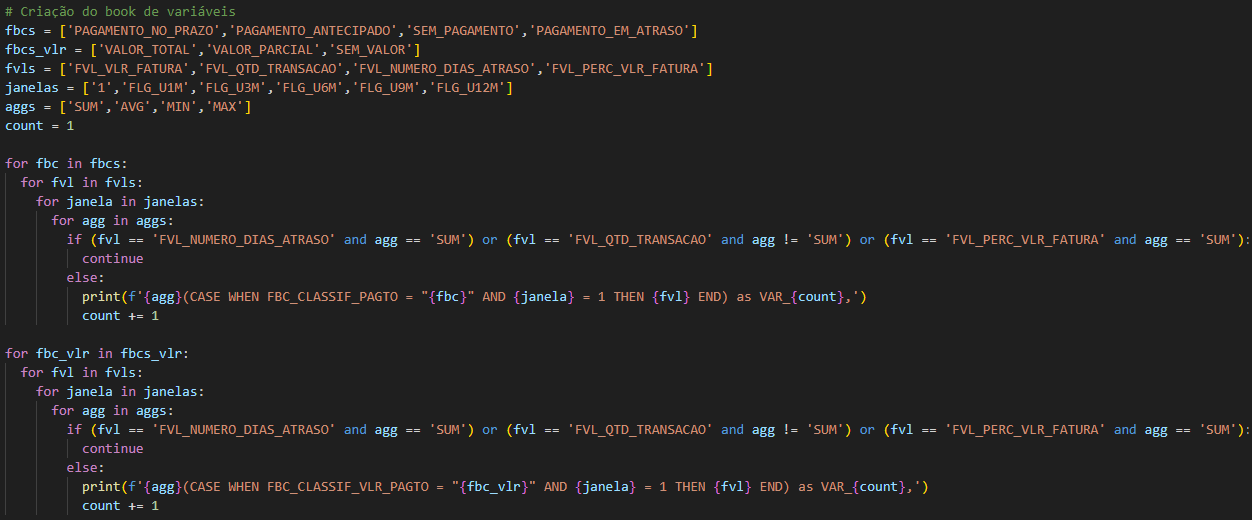 # Criação do book de variáveis
fbcs = ['PAGAMENTO_NO_PRAZO','PAGAMENTO_ANTECIPADO','SEM_PAGAMENTO','PAGAMENTO_EM_ATRASO']
fbcs_vlr = ['VALOR_TOTAL','VALOR_PARCIAL','SEM_VALOR']
fvls = ['FVL_VLR_FATURA','FVL_QTD_TRANSACAO','FVL_NUMERO_DIAS_ATRASO','FVL_PERC_VLR_FATURA']
janelas = ['1','FLG_U1M','FLG_U3M','FLG_U6M','FLG_U9M','FLG_U12M']
aggs = ['SUM','AVG','MIN','MAX']
count = 1

for fbc in fbcs:
  for fvl in fvls:
    for janela in janelas:
      for agg in aggs:
        if (fvl == 'FVL_NUMERO_DIAS_ATRASO' and agg == 'SUM') or (fvl == 'FVL_QTD_TRANSACAO' and agg != 'SUM') or (fvl == 'FVL_PERC_VLR_FATURA' and agg == 'SUM'):
          continue
        else:
          print(f'{agg}(CASE WHEN FBC_CLASSIF_PAGTO = "{fbc}" AND {janela} = 1 THEN {fvl} END) as VAR_{count},')
          count += 1

for fbc_vlr in fbcs_vlr:
  for fvl in fvls:
    for janela in janelas:
      for agg in aggs:
        if (fvl == 'FVL_NUMERO_DIAS_ATRASO' and agg == 'SUM') or (fvl == 'FVL_QTD_TRANSACAO' and agg != 'SUM') or (fvl == 'FVL_PERC_VLR_FATURA' and agg == 'SUM'):
          continue
        else:
          print(f'{agg}(CASE WHEN FBC_CLASSIF_VLR_PAGTO = "{fbc_vlr}" AND {janela} = 1 THEN {fvl} END) as VAR_{count},')
          count += 1